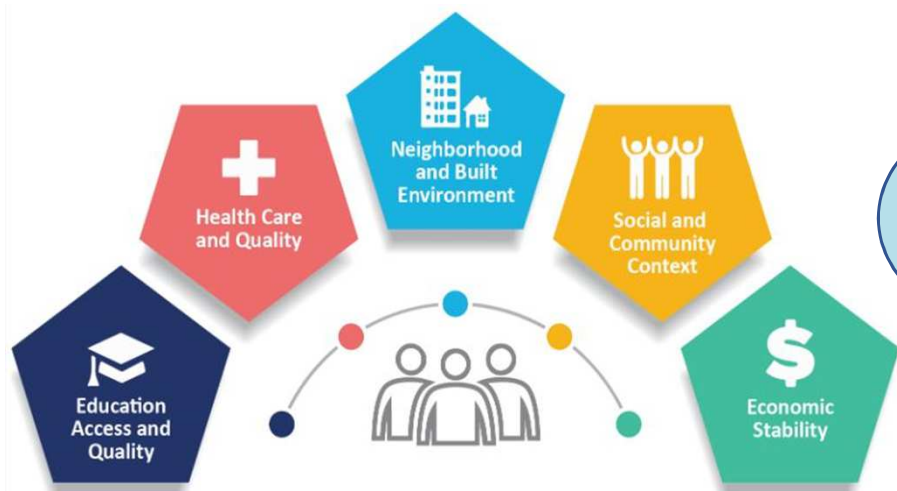 Education
Access and
Quality
Health Care
and Quality
Neighborhood
and Built
Environment
Social and
Community
Context
$
Economic
Stability